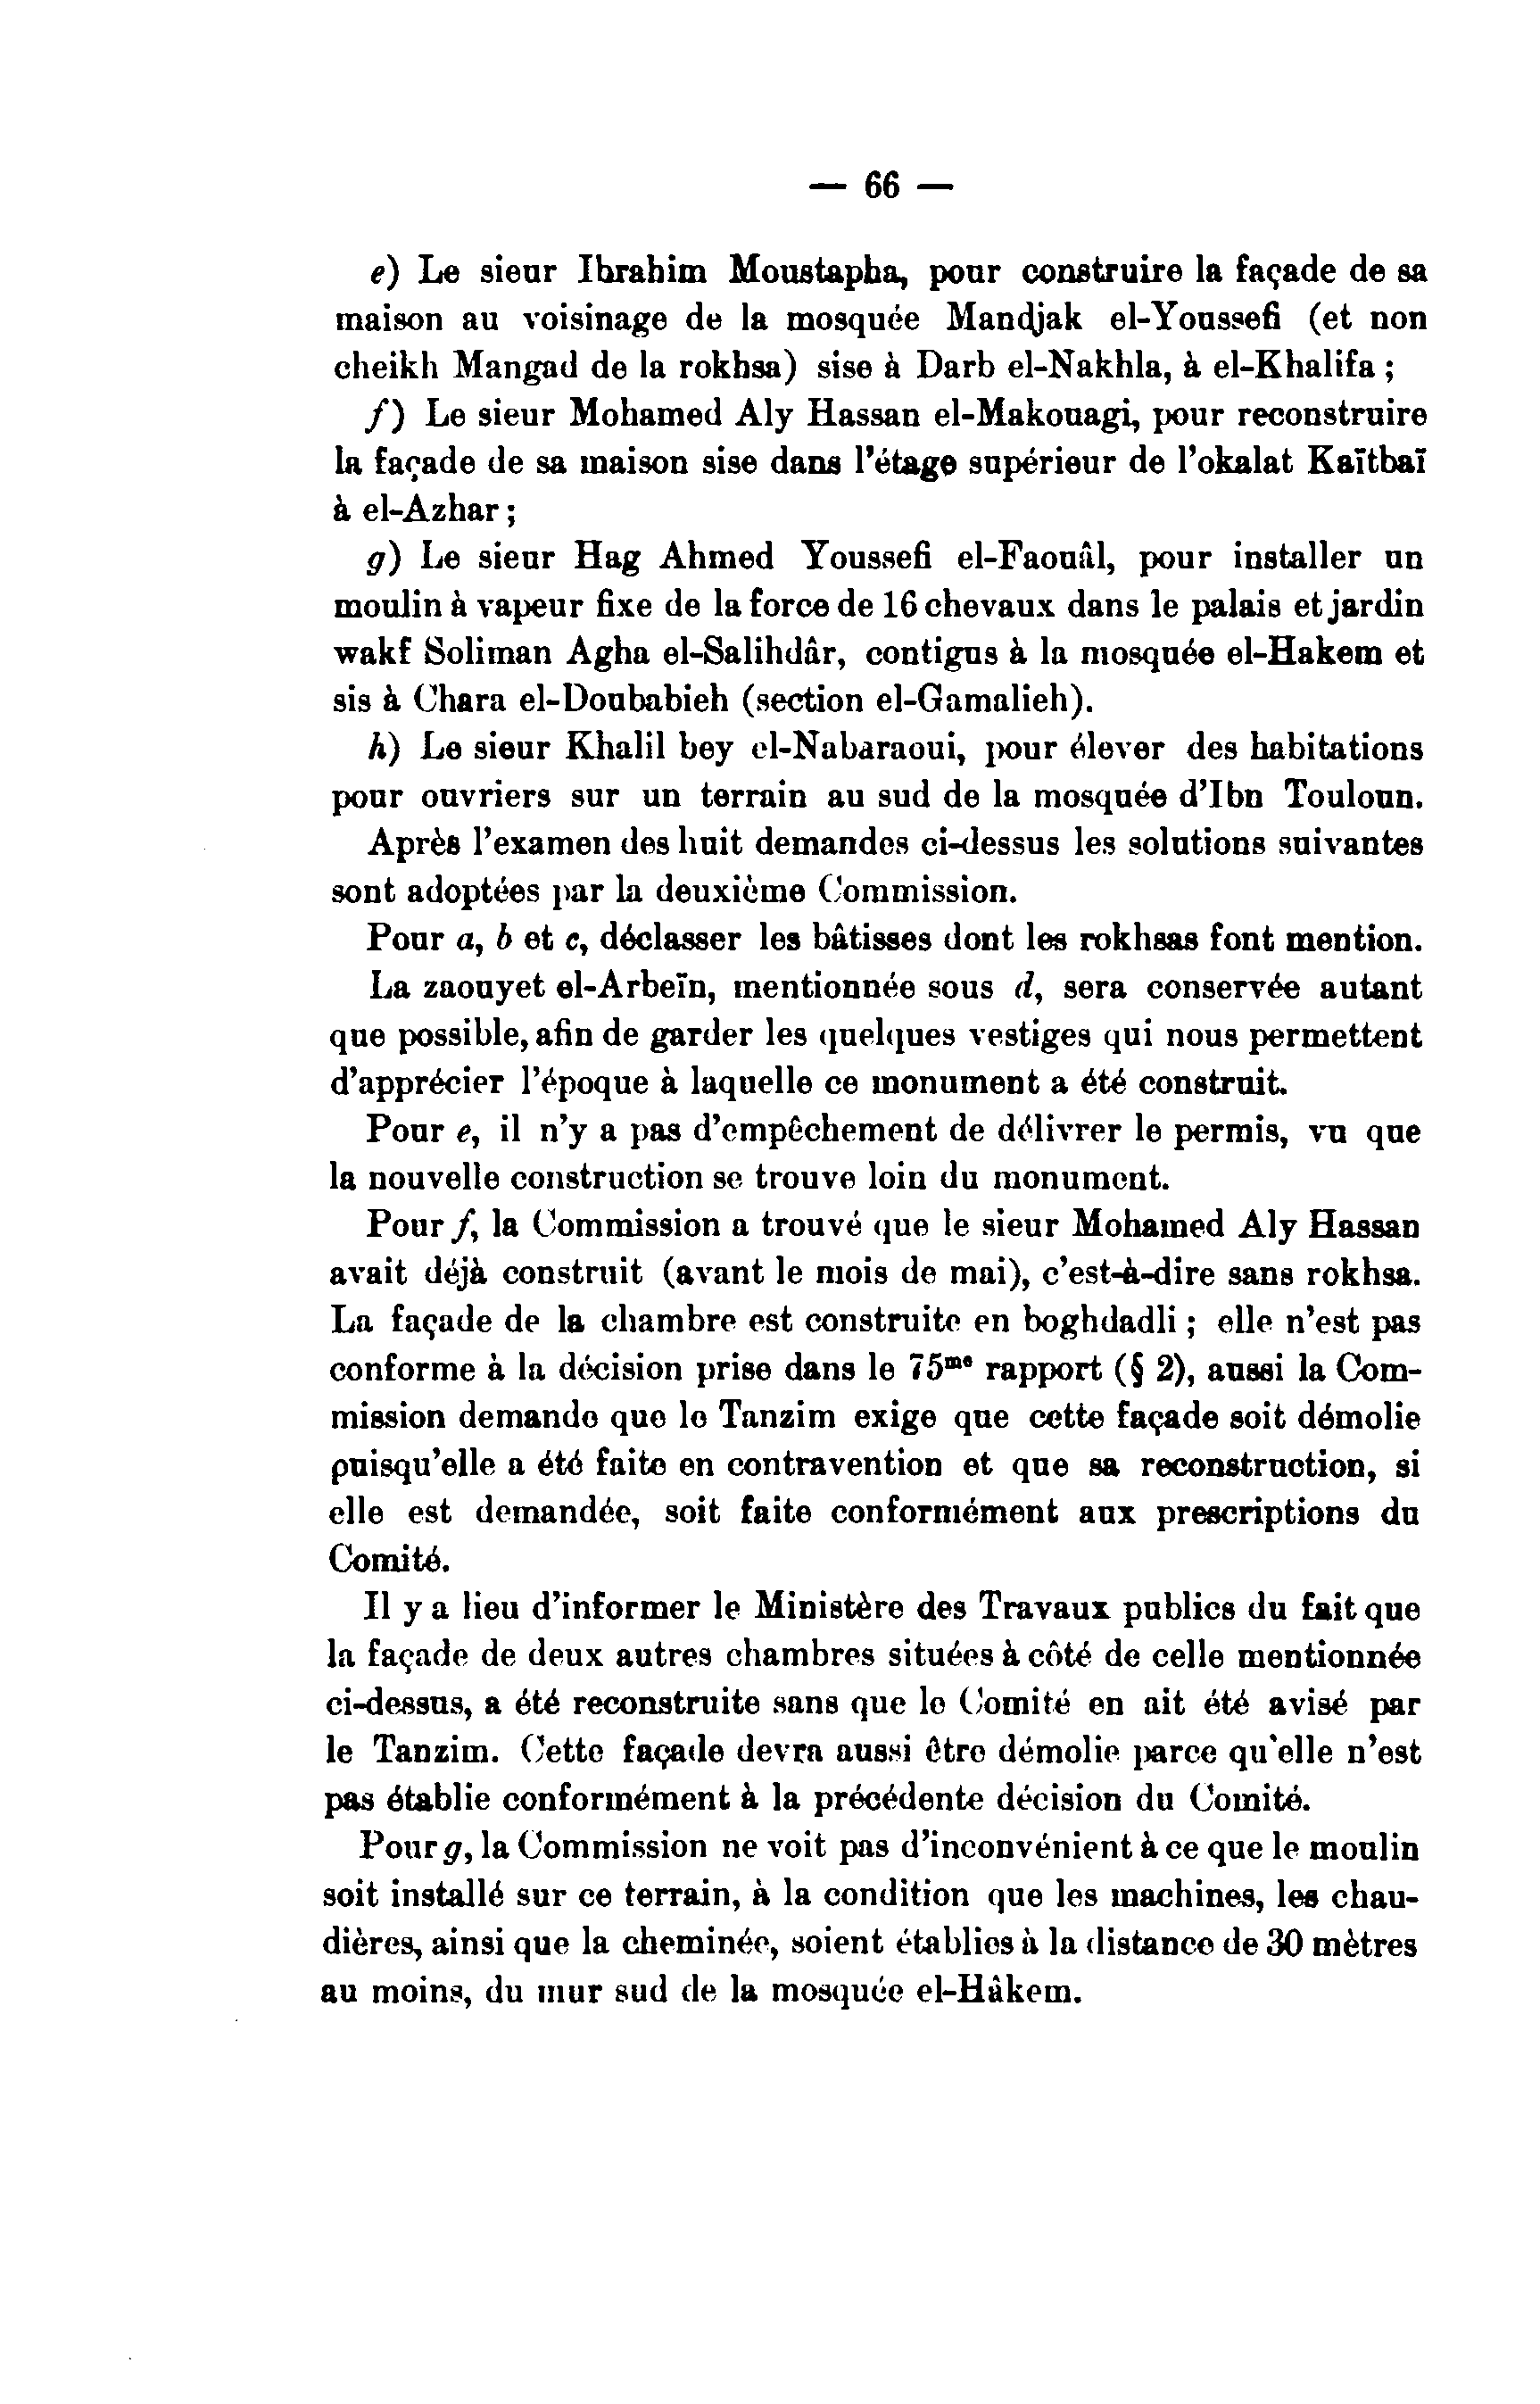 — 66 —
e) Le sieur Ibrahim Moustapha, pour construire la façade de sa
maison au voisinage de la mosquée Mandjak el-Youssefi (et non
cheikh Mangad de la rokhsa) sise à Darb el-Nakhla, à el-Khalifa ;
f) Le sieur Mohamed Aly Hassan el-Makouagi, pour reconstruire
la façade de sa maison sise dans l'étage supérieur de l'okalat Kaïtbaï
à el-Azhar ;
g) Le sieur Hag Ahmed Youssefi el-Faouâl, pour installer un
moulin à vapeur fixe de la force de 16 chevaux dans le palais et jardin
wakf Soliman Agha el-Salihdâr, contigus à la mosquée el-Hakem et
sis à Chara el-Doubabieh (section el-Gamalieh).
h) Le sieur Khalil bey el-Nabaraoui, pour élever des habitations
pour ouvriers sur un terrain au sud de la mosquée d'Ibn Touloun.
Après l'examen des huit demandes ci-dessus les solutions suivantes
sont adoptées par la deuxième Commission.
Pour a, b et c, déclasser les bâtisses dont les rokhsas font mention.
La zaouyet el-Arbeïn, mentionnée sous d, sera conservée autant
que possible, afin de garder les quelques vestiges qui nous permettent
d'apprécier l'époque à laquelle ce monument a été construit.
Pour e, il n'y a pas d'empêchement de délivrer le permis, vu que
la nouvelle construction se trouve loin du monument.
Pour f, la Commission a trouvé que le sieur Mohamed Aly Hassan
avait déjà construit (avant le mois de mai), c'est-à-dire sans rokhsa.
La façade de la chambre est construite en boghdadli ; elle n'est pas
conforme à la décision prise dans le 75me rapport (§ 2), aussi la Com-
mission demande que le Tanzim exige que cette façade soit démolie
puisqu'elle a été faite en contravention et que sa reconstruction, si
elle est demandée, soit faite conformément aux prescriptions du
Comité.
Il y a lieu d'informer le Ministère des Travaux publics du fait que
la façade de deux autres chambres situées à côté de celle mentionnée
ci-dessus, a été reconstruite sans que le Comité en ait été avisé par
le Tanzim. Cette façade devra aussi être démolie parce qu'elle n'est
pas établie conformément à la précédente décision du Comité.
Pour g, la Commission ne voit pas d'inconvénient à ce que le moulin
soit installé sur ce terrain, à la condition que les machines, les chau-
dières, ainsi que la cheminée, soient établies à la distance de 30 mètres
au moins, du mur sud de la mosquée el-Hâkem.